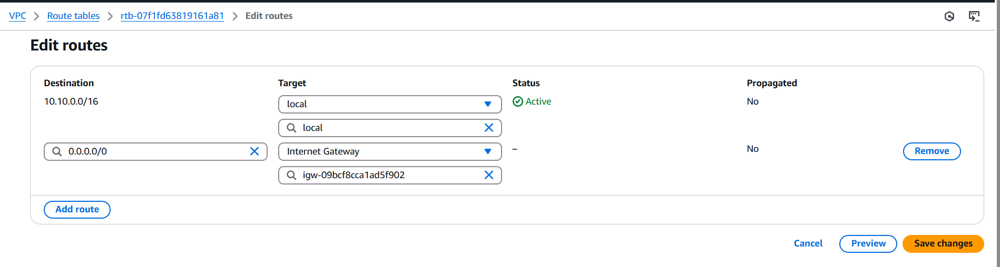 VPC > Route tables > rtb-07f1fd63819161a81 > Edit routes
Edit routes
Destination Target Status Propagated
10.10.0.0/16 local Active No
local
0.0.0.0/0 Internet Gateway – No Remove
igw-09bcf8cca1ad5f902
Add route
Cancel Preview Save changes